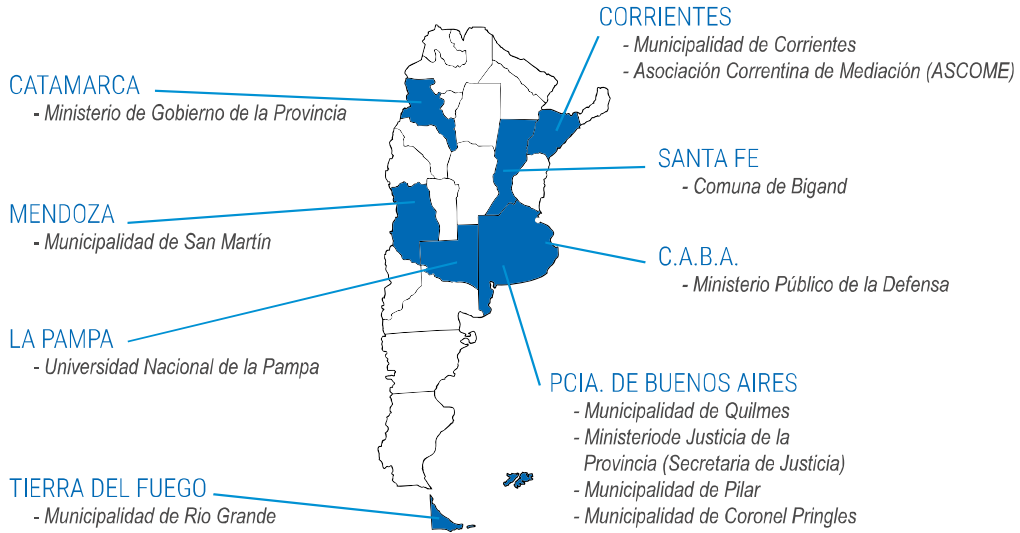 CORRIENTES
- Municipalidad de Corrientes
- Asociación Correntina de Mediación (ASCOME)
CATAMARCA
- Ministerio de Gobierno de la Provincia
SANTA FE
- Comuna de Bigand
MENDOZA
- Municipalidad de San Martín
C.A.B.A.
- Ministerio Público de la Defensa
LA PAMPA
- Universidad Nacional de la Pampa
PCIA. DE BUENOS AIRES
- Municipalidad de Quilmes
- Ministeriode Justicia de la
Provincia (Secretaria de Justicia)
- Municipalidad de Pilar
- Municipalidad de Coronel Pringles
TIERRA DEL FUEGO
- Municipalidad de Rio Grande